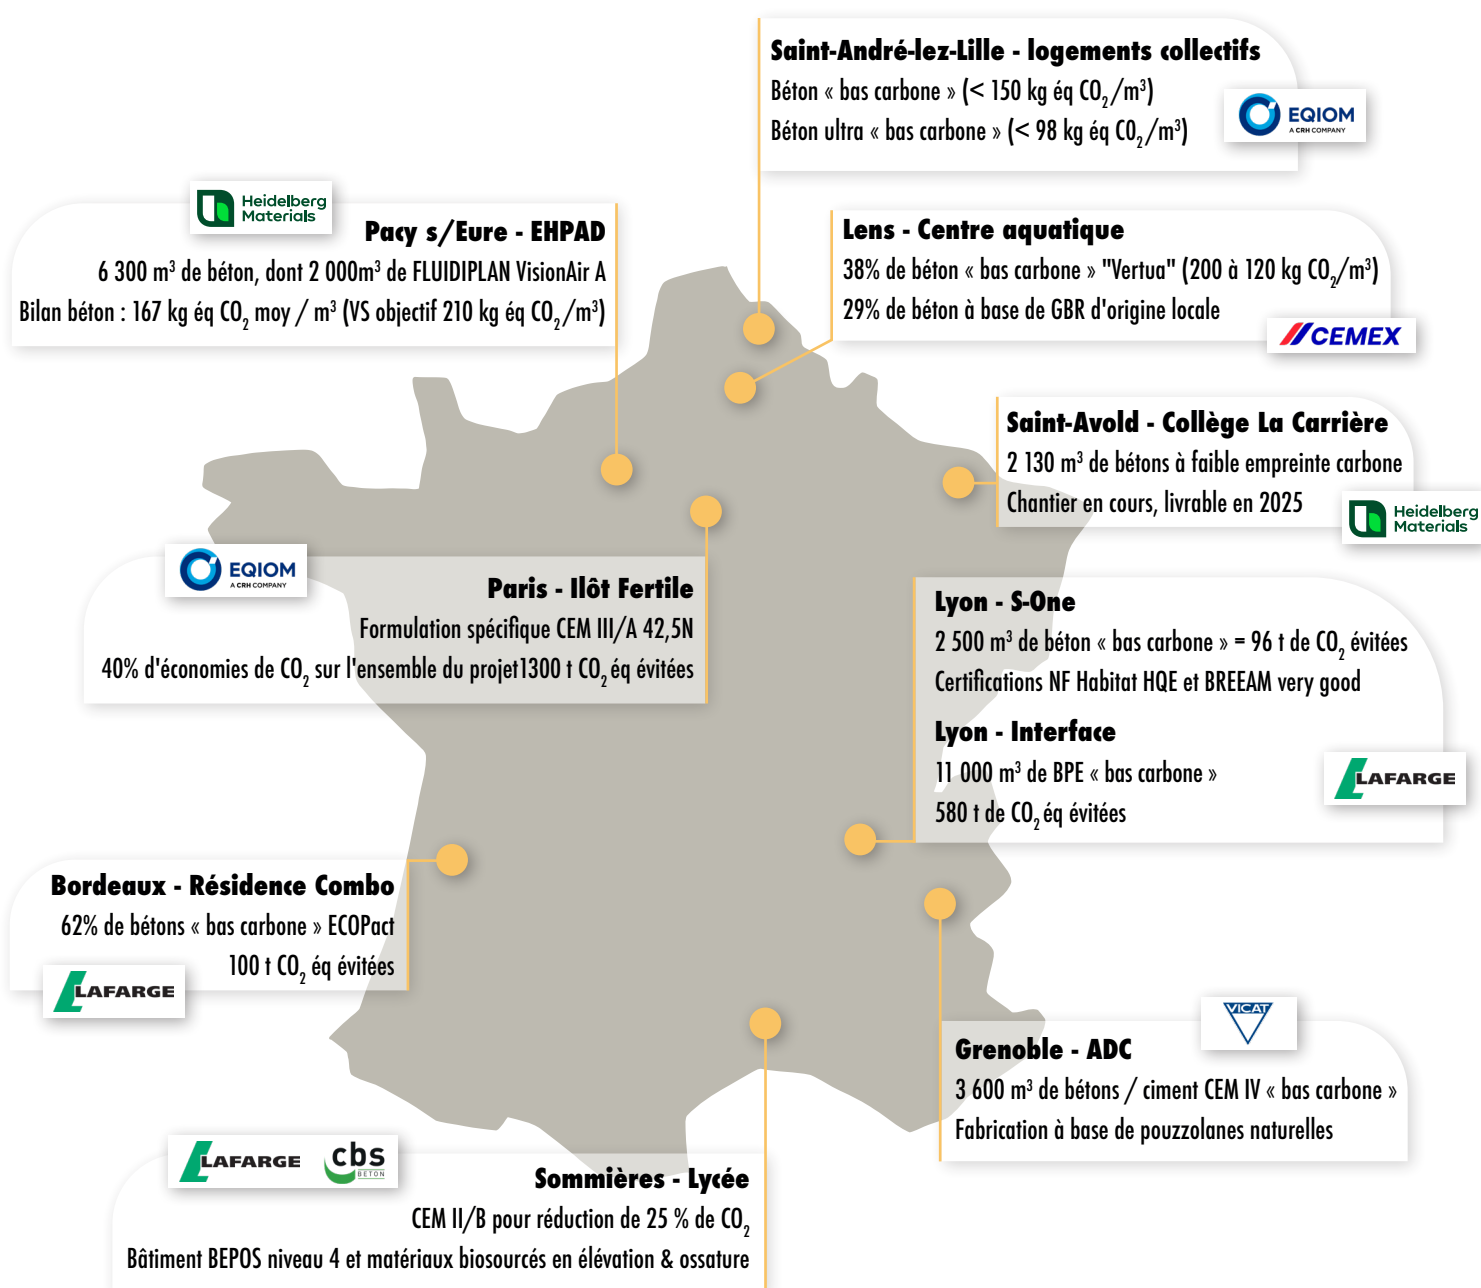 Saint-André-lez-Lille - logements collectifs
Béton « bas carbone » (< 150 kg éq CO₂/m³)
Béton ultra « bas carbone » (< 98 kg éq CO₂/m³)
EQIOM
A CRH COMPANY
Heidelberg
Materials
Pacy s/Eure - EHPAD
6 300 m³ de béton, dont 2 000m³ de FLUIDIPLAN VisionAir A
Bilan béton : 167 kg éq CO₂ moy / m³ (VS objectif 210 kg éq CO₂/m³)
Lens - Centre aquatique
38% de béton « bas carbone » "Vertua" (200 à 120 kg CO₂/m³)
29% de béton à base de GBR d'origine locale
CEMEX
Saint-Avold - Collège La Carrière
2 130 m³ de bétons à faible empreinte carbone
Chantier en cours, livrable en 2025
Heidelberg
Materials
EQIOM
A CRH COMPANY
Paris - Ilôt Fertile
Formulation spécifique CEM III/A 42,5N
40% d'économies de CO₂ sur l'ensemble du projet1300 t CO₂ éq évitées
Lyon - S-One
2 500 m³ de béton « bas carbone » = 96 t de CO₂ évitées
Certifications NF Habitat HQE et BREEAM very good
Lyon - Interface
11 000 m³ de BPE « bas carbone »
580 t de CO₂ éq évitées
LAFARGE
Bordeaux - Résidence Combo
62% de bétons « bas carbone » ECOPact
100 t CO₂ éq évitées
LAFARGE
VICAT
Grenoble - ADC
3 600 m³ de bétons / ciment CEM IV « bas carbone »
Fabrication à base de pouzzolanes naturelles
LAFARGE
cbs
BETON
Sommières - Lycée
CEM II/B pour réduction de 25 % de CO₂
Bâtiment BEPOS niveau 4 et matériaux biosourcés en élévation & ossature